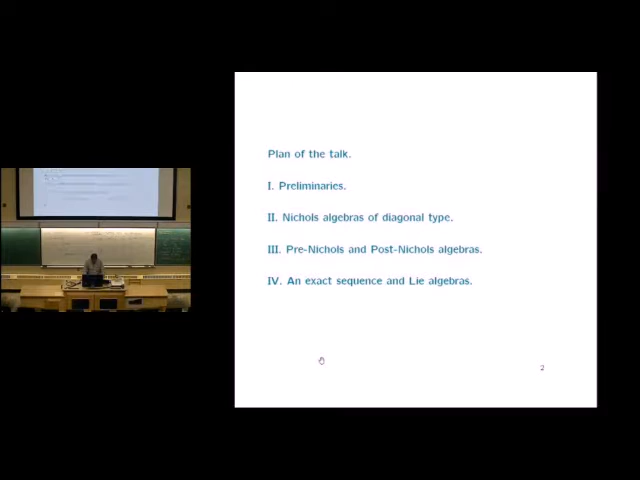 Plan of the talk.
I. Preliminaries.
II. Nichols algebras of diagonal type.
III. Pre-Nichols and Post-Nichols algebras.
IV. An exact sequence and Lie algebras.
2